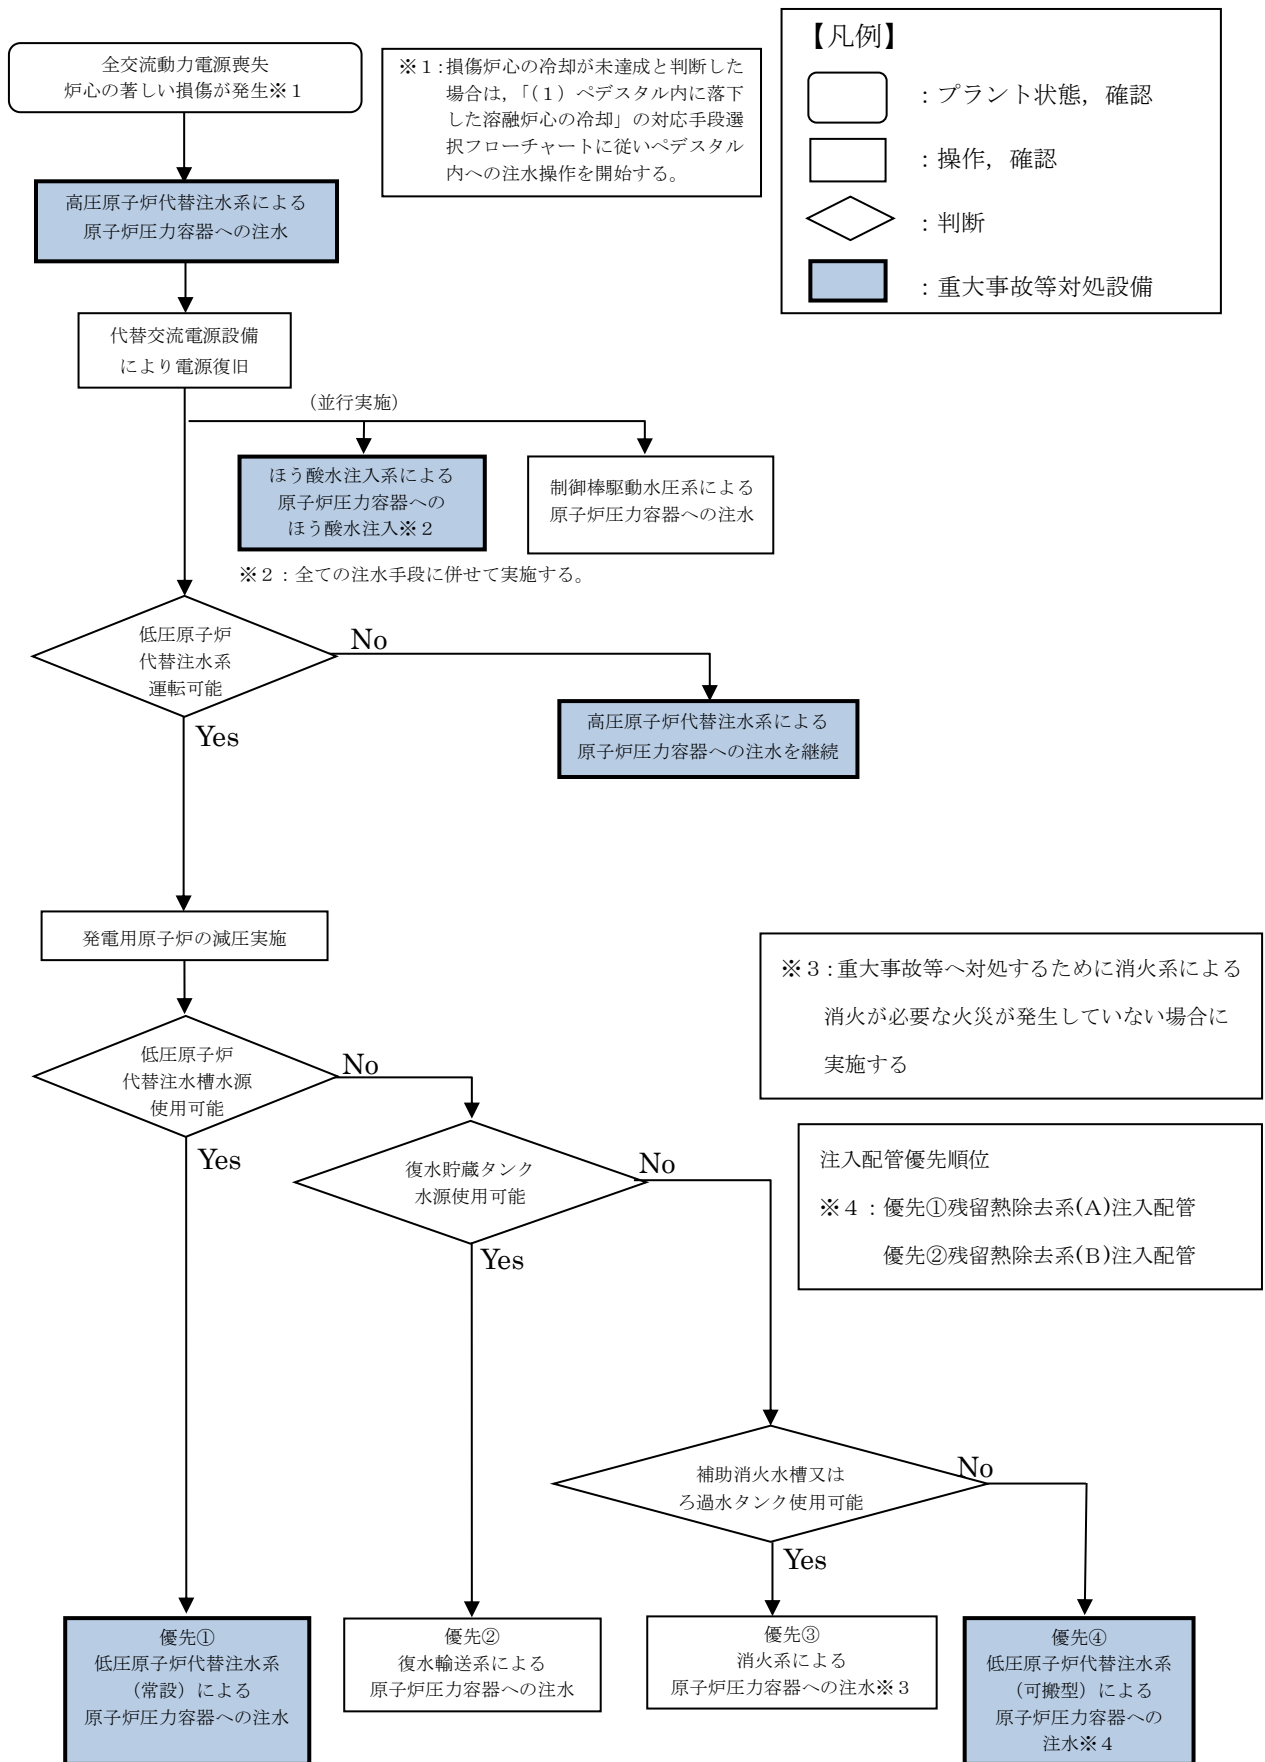 全交流動力電源喪失
炉心の著しい損傷が発生※１
※１:損傷炉心の冷却が未達成と判断した
場合は，「(１) ペデスタル内に落下
した溶融炉心の冷却」の対応手段選
択フローチャートに従いペデスタル
内への注水操作を開始する。
【凡例】
：プラント状態，確認
：操作，確認
：判断
：重大事故等対処設備
高圧原子炉代替注水系による
原子炉圧力容器への注水
代替交流電源設備
により電源復旧
(並行実施)
ほう酸水注入系による
原子炉圧力容器への
ほう酸水注入※２
制御棒駆動水圧系による
原子炉圧力容器への注水
※２：全ての注水手段に併せて実施する。
低圧原子炉
代替注水系
運転可能
No
Yes
高圧原子炉代替注水系による
原子炉圧力容器への注水を継続
発電用原子炉の減圧実施
※３:重大事故等へ対処するために消火系による
消火が必要な火災が発生していない場合に
実施する
低圧原子炉
代替注水槽水源
使用可能
No
Yes
復水貯蔵タンク
水源使用可能
No
Yes
注入配管優先順位
※４：優先①残留熱除去系(A)注入配管
優先②残留熱除去系(B)注入配管
補助消火水槽又は
ろ過水タンク使用可能
No
Yes
優先①
低圧原子炉代替注水系
（常設）による
原子炉圧力容器への注水
優先②
復水輸送系による
原子炉圧力容器への注水
優先③
消火系による
原子炉圧力容器への注水※３
優先④
低圧原子炉代替注水系
（可搬型）による
原子炉圧力容器への
注水※４